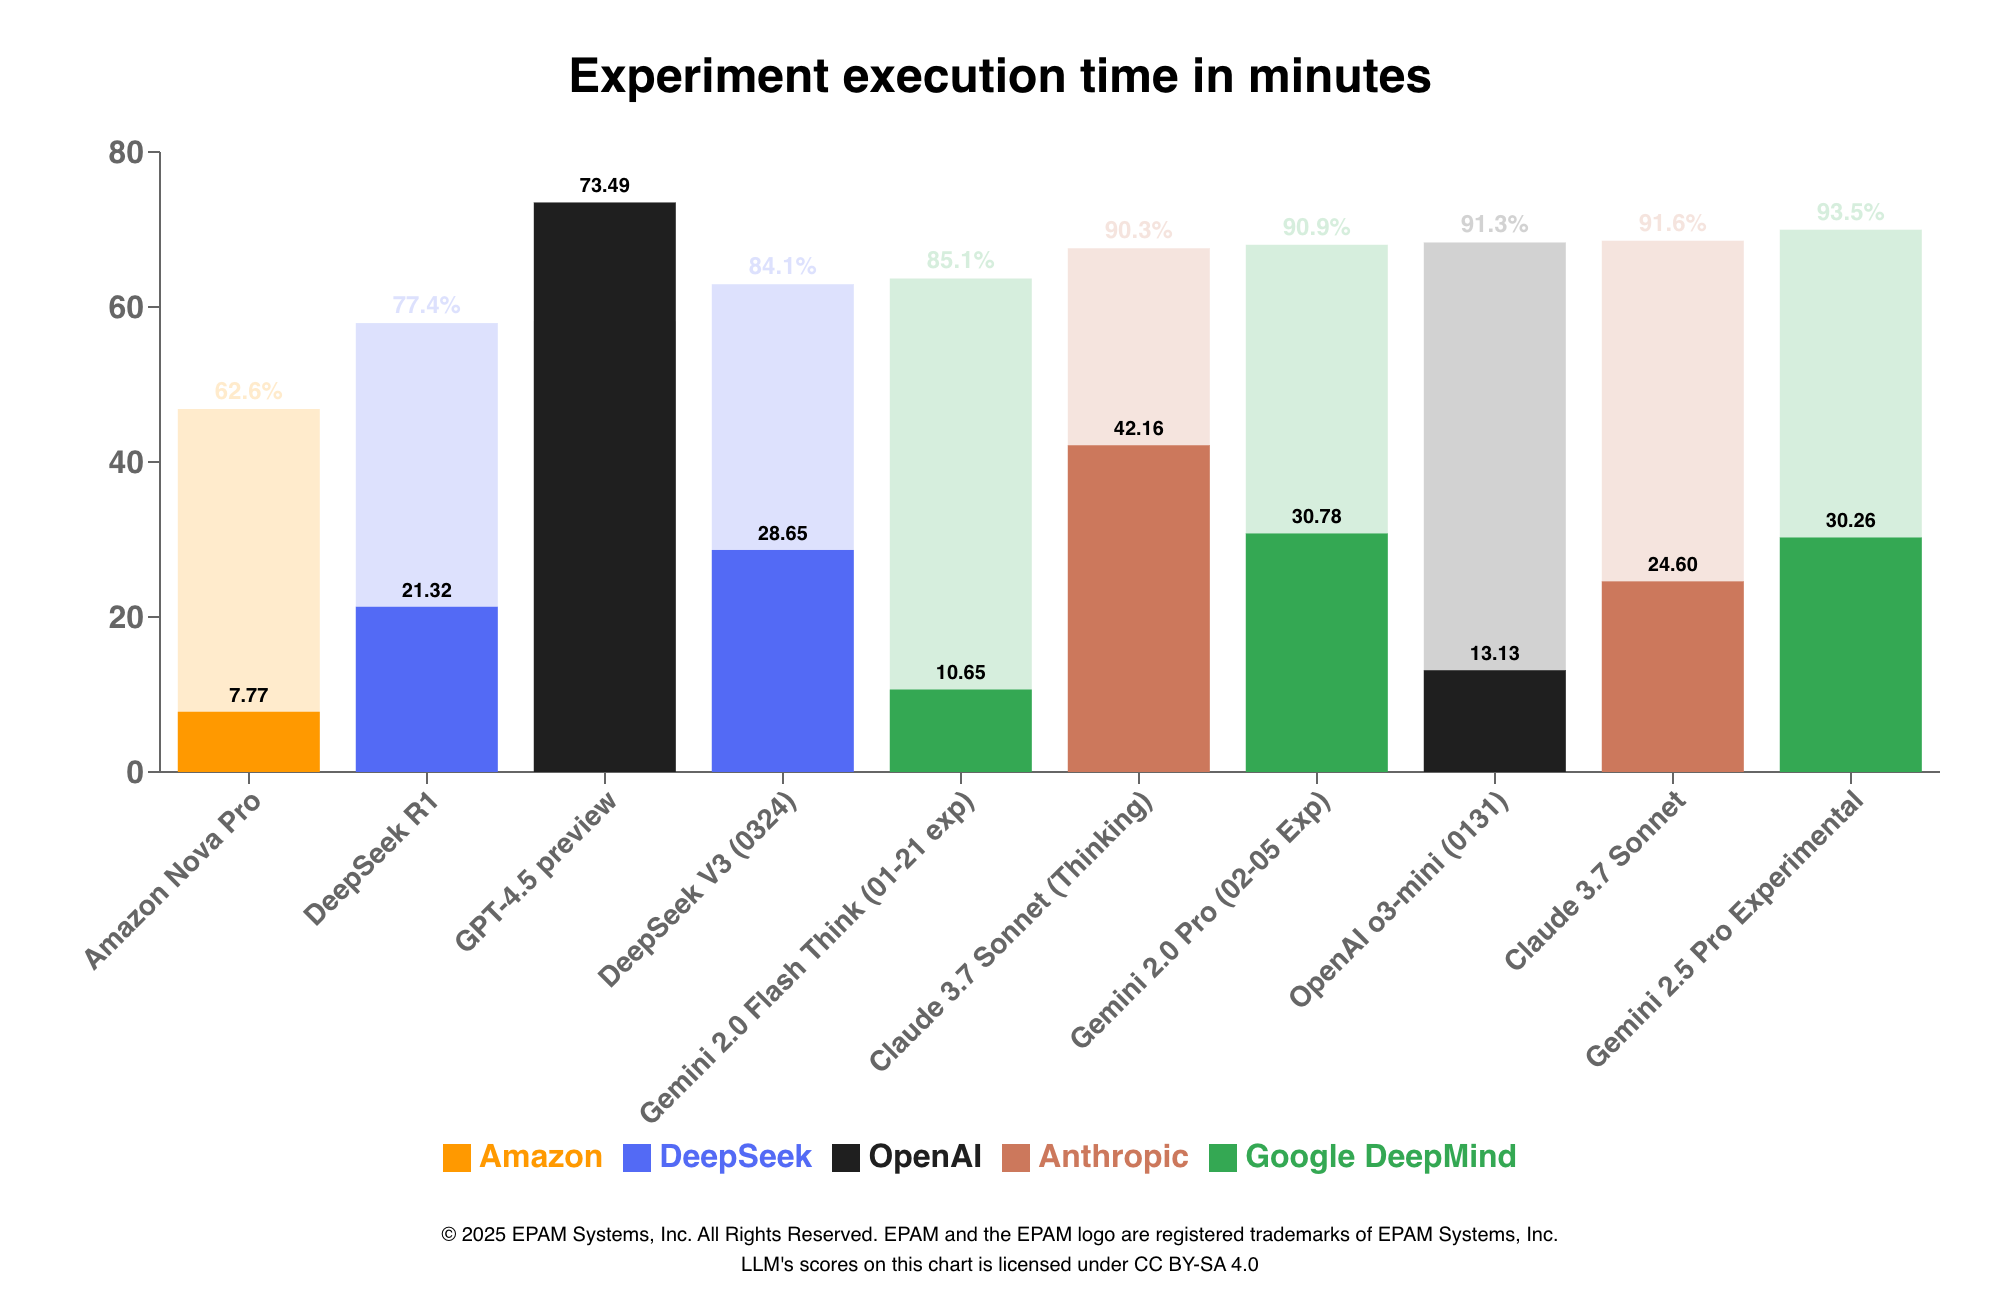 Experiment execution time in minutes
80
60
40
20
0
62.6%
7.77
77.4%
21.32
73.49
84.1%
28.65
85.1%
10.65
90.3%
42.16
90.9%
30.78
91.3%
13.13
91.6%
24.60
93.5%
30.26
Amazon Nova Pro
DeepSeek R1
GPT-4.5 preview
DeepSeek V3 (0324)
Gemini 2.0 Flash Think (01-21 exp)
Claude 3.7 Sonnet (Thinking)
Gemini 2.0 Pro (02-05 Exp)
OpenAI o3-mini (0131)
Claude 3.7 Sonnet
Gemini 2.5 Pro Experimental
Amazon DeepSeek OpenAI Anthropic Google DeepMind
© 2025 EPAM Systems, Inc. All Rights Reserved. EPAM and the EPAM logo are registered trademarks of EPAM Systems, Inc.
LLM's scores on this chart is licensed under CC BY-SA 4.0